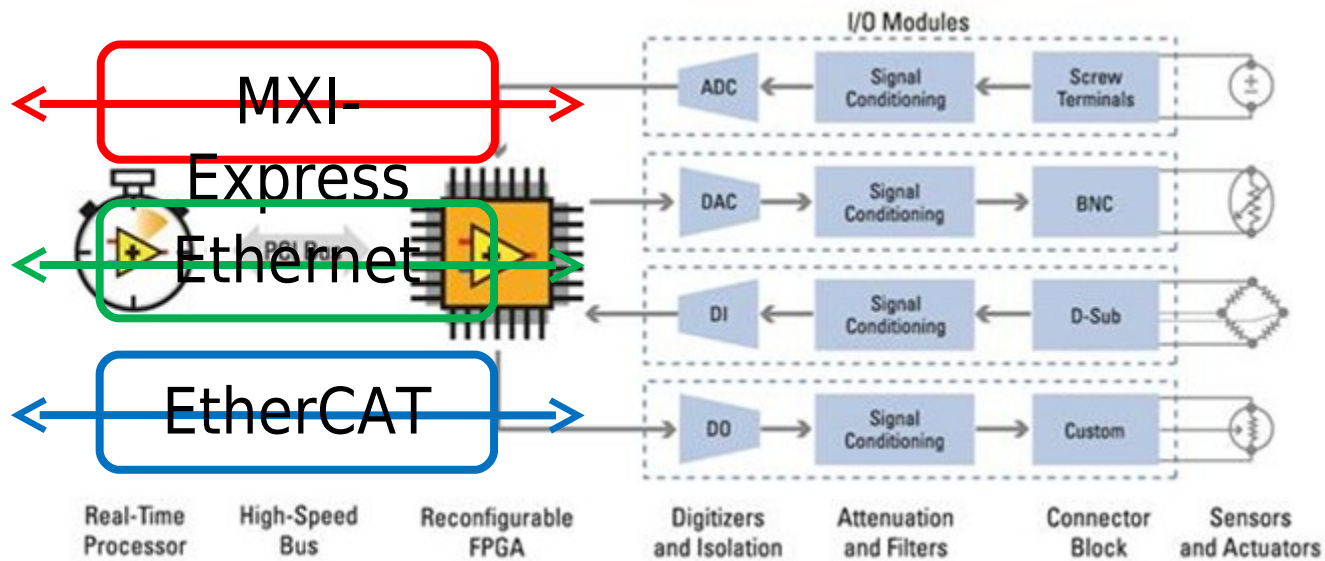 I/O Modules
MXI-
Express
Ethernet
PCI Bus
EtherCAT
ADC
Signal
Conditioning
Screw
Terminals
DAC
Signal
Conditioning
BNC
DI
Signal
Conditioning
D-Sub
DO
Signal
Conditioning
Custom
Real-Time
Processor
High-Speed
Bus
Reconfigurable
FPGA
Digitizers
and Isolation
Attenuation
and Filters
Connector
Block
Sensors
and Actuators